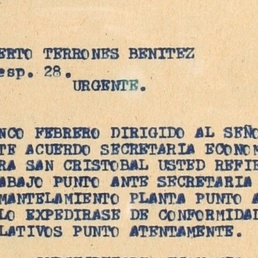 ERTO TERRONES BENITEZ
esp. 28.
URGENTE.
NCO FEBRERO DIRIGIDO AL SEÑO
TE ACUERDO SECRETARIA ECONOM
RA SAN CRISTOBAL USTED REFIE
ABAJO PUNTO ANTE SECRETARIA
MANTELAMIENTO PLANTA PUNTO A
LO EXPEDIRASE DE CONFORMIDAD
LATIVOS PUNTO ATENTAMENTE.